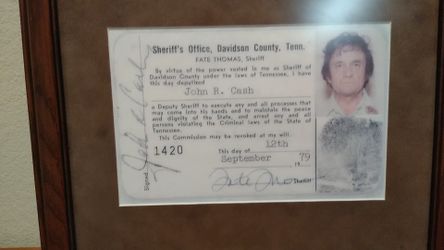 Sheriff's Office, Davidson County, Tenn.
FATE THOMAS, Sheriff
By virtue of the power vested in me as Sheriff of
Davidson County under the laws of Tennessee, I have
this day deputized
John R. Cash
a Deputy Sheriff to execute any and all processes that
may come into his hands and to maintain the peace
and dignity of the State, and arrest any and all
persons violating the Criminal laws of the State of
Tennessee.
This Commission may be revoked at my will.
12th
1420
This day of
September 19 79
Fate Thomas Sheriff
Signed